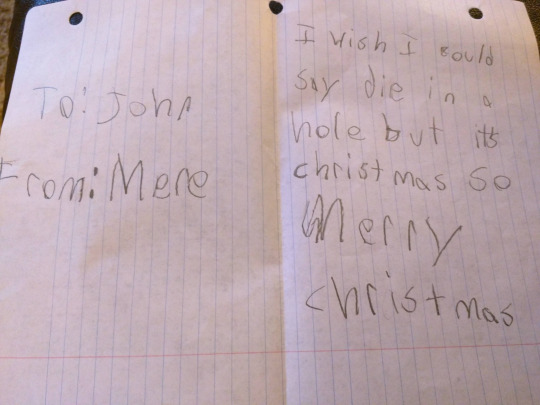 To: John
From: Mere
I wish I could
say die in a
hole but its
christmas so
Merry
christmas